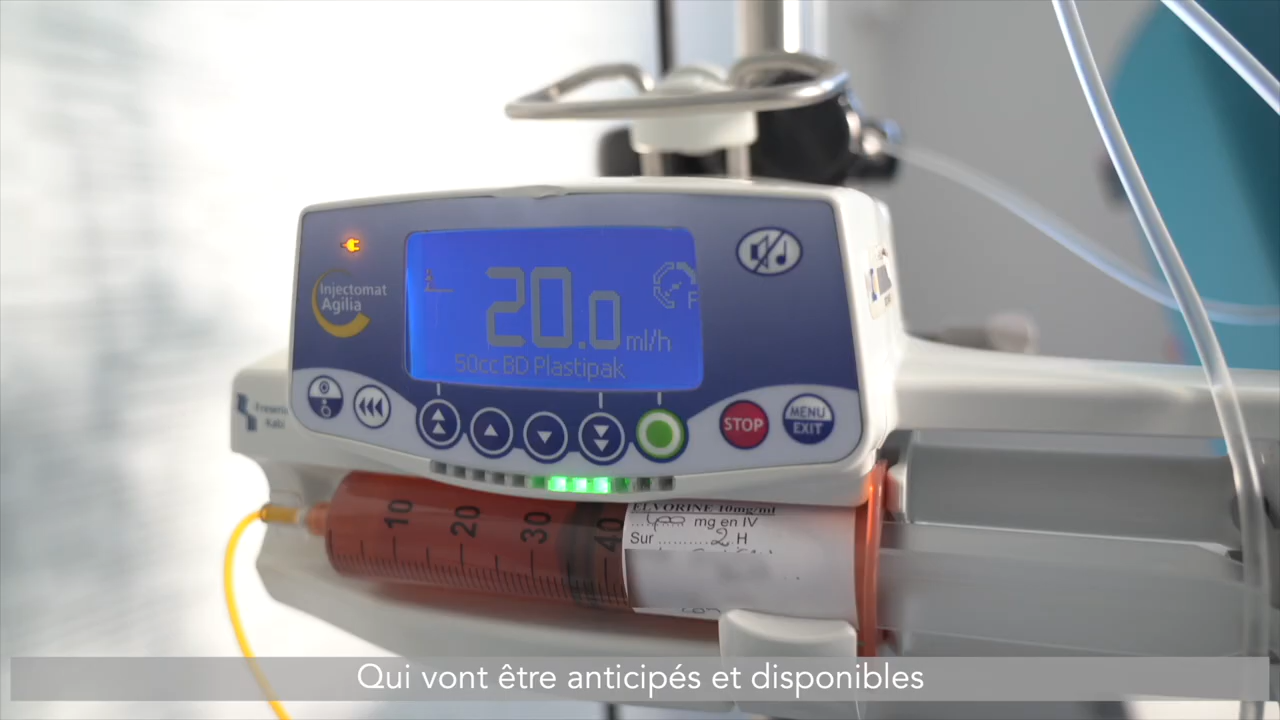 Injectomat
Agilia
20.0 ml/h
F
50cc BD Plastipak
Fresenius
Kabi
STOP
MENU
EXIT
10 20 30 40
ELVORINE 10mg/ml
400 mg en IV
Sur ........ 2 H
Qui vont être anticipés et disponibles